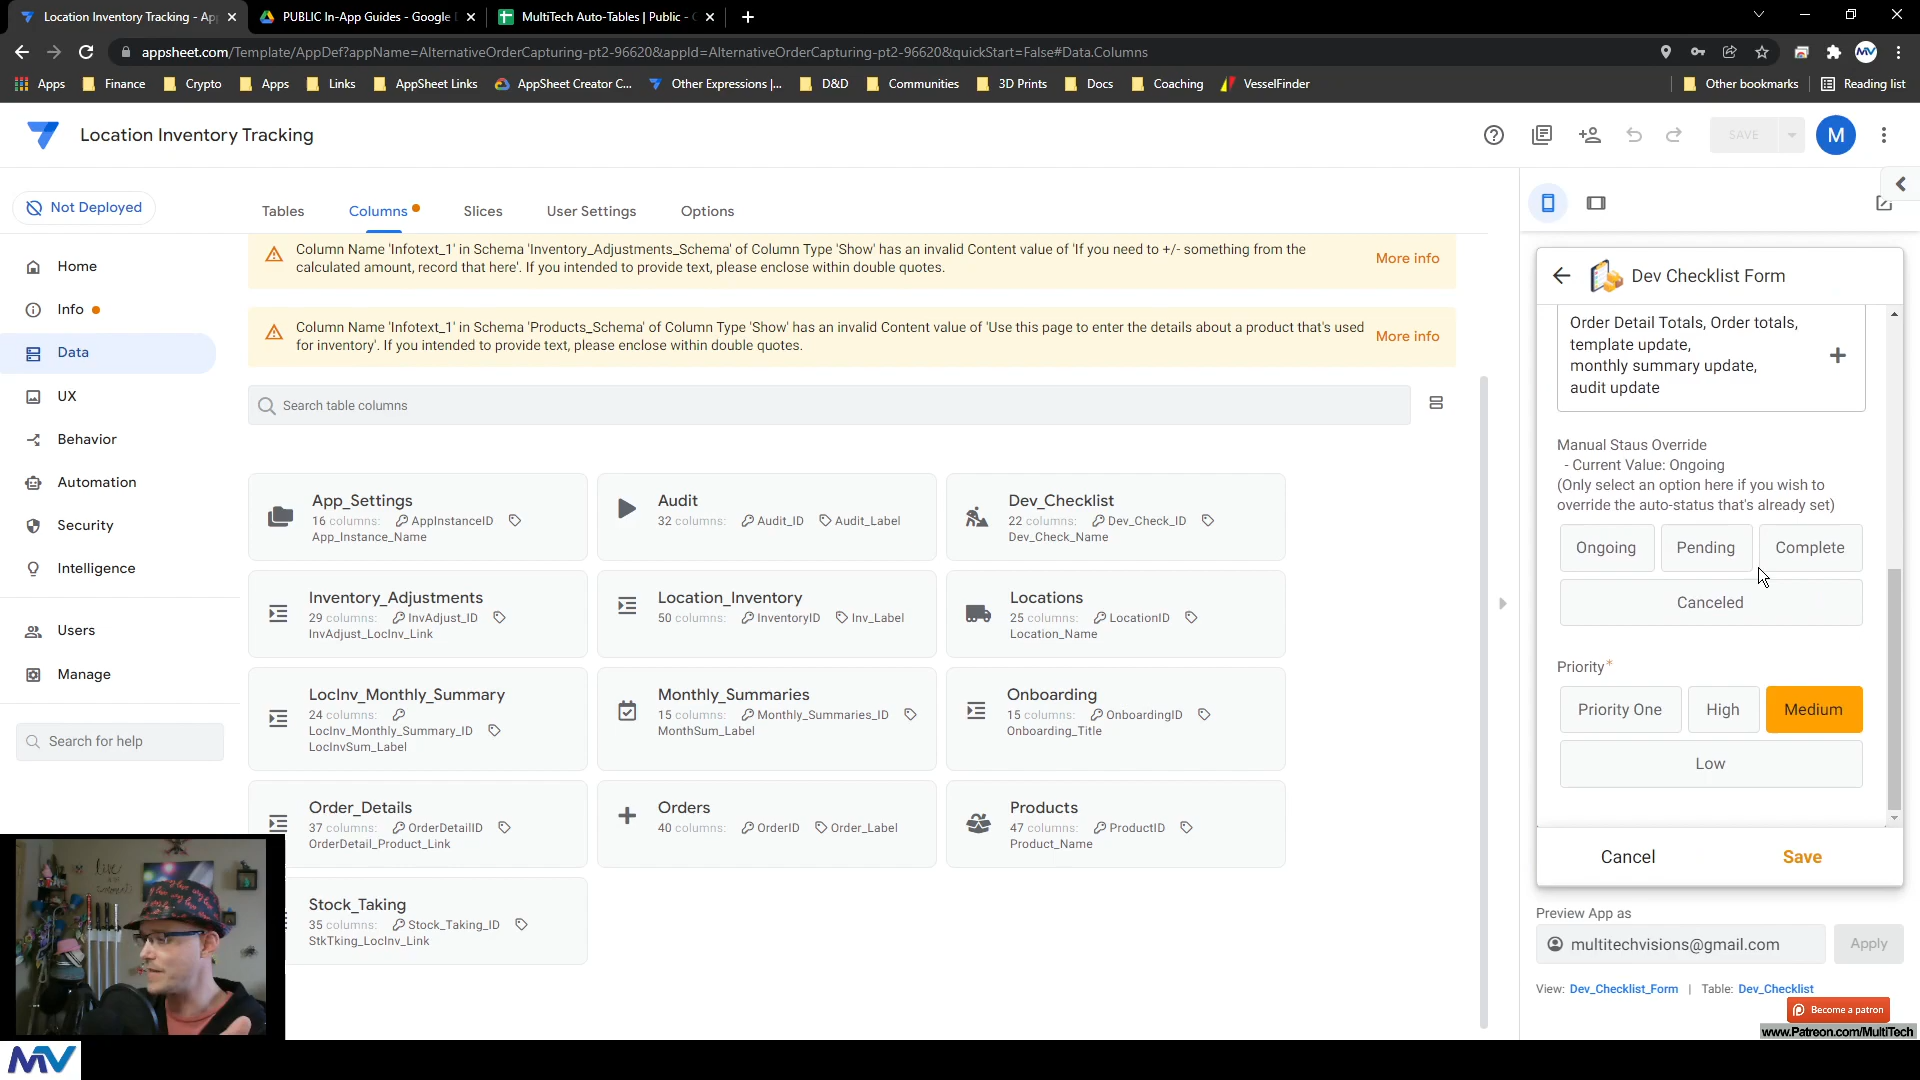 Location Inventory Tracking - Ap
PUBLIC In-App Guides - Google
MultiTech Auto-Tables | Public -
appsheet.com/Template/AppDef?appName=AlternativeOrderCapturing-pt2-96620&appId=AlternativeOrderCapturing-pt2-96620&quickStart=False#Data.Columns
Apps
Finance
Crypto
Apps
Links
AppSheet Links
AppSheet Creator C...
Other Expressions |...
D&D
Communities
3D Prints
Docs
Coaching
VesselFinder
Other bookmarks
Reading list
Location Inventory Tracking
SAVE
M
Not Deployed
Home
Info
Data
UX
Behavior
Automation
Security
Intelligence
Users
Manage
Search for help
Tables
Columns
Slices
User Settings
Options
Column Name 'Infotext_1' in Schema 'Inventory_Adjustments_Schema' of Column Type 'Show' has an invalid Content value of 'If you need to +/- something from the
calculated amount, record that here'. If you intended to provide text, please enclose within double quotes.
More info
Column Name 'Infotext_1' in Schema 'Products_Schema' of Column Type 'Show' has an invalid Content value of 'Use this page to enter the details about a product that's used
for inventory'. If you intended to provide text, please enclose within double quotes.
More info
Search table columns
App_Settings
16 columns: AppInstanceID
App_Instance_Name
Audit
32 columns: Audit_ID Audit_Label
Dev_Checklist
22 columns: Dev_Check_ID
Dev_Check_Name
Inventory_Adjustments
29 columns: InvAdjust_ID
InvAdjust_LocInv_Link
Location_Inventory
50 columns: InventoryID Inv_Label
Locations
25 columns: LocationID
Location_Name
LocInv_Monthly_Summary
24 columns:
LocInv_Monthly_Summary_ID
LocInvSum_Label
Monthly_Summaries
15 columns: Monthly_Summaries_ID
MonthSum_Label
Onboarding
15 columns: OnboardingID
Onboarding_Title
Order_Details
37 columns: OrderDetailID
OrderDetail_Product_Link
Orders
40 columns: OrderID Order_Label
Products
47 columns: ProductID
Product_Name
Stock_Taking
35 columns: Stock_Taking_ID
StkTking_LocInv_Link
Dev Checklist Form
Order Detail Totals, Order totals,
template update,
monthly summary update,
audit update
Manual Staus Override
- Current Value: Ongoing
(Only select an option here if you wish to
override the auto-status that's already set)
Ongoing
Pending
Complete
Canceled
Priority*
Priority One
High
Medium
Low
Cancel
Save
Preview App as
multitechvisions@gmail.com
Apply
View: Dev_Checklist_Form | Table: Dev_Checklist
Become a patron
www.Patreon.com/MultiTech
MV